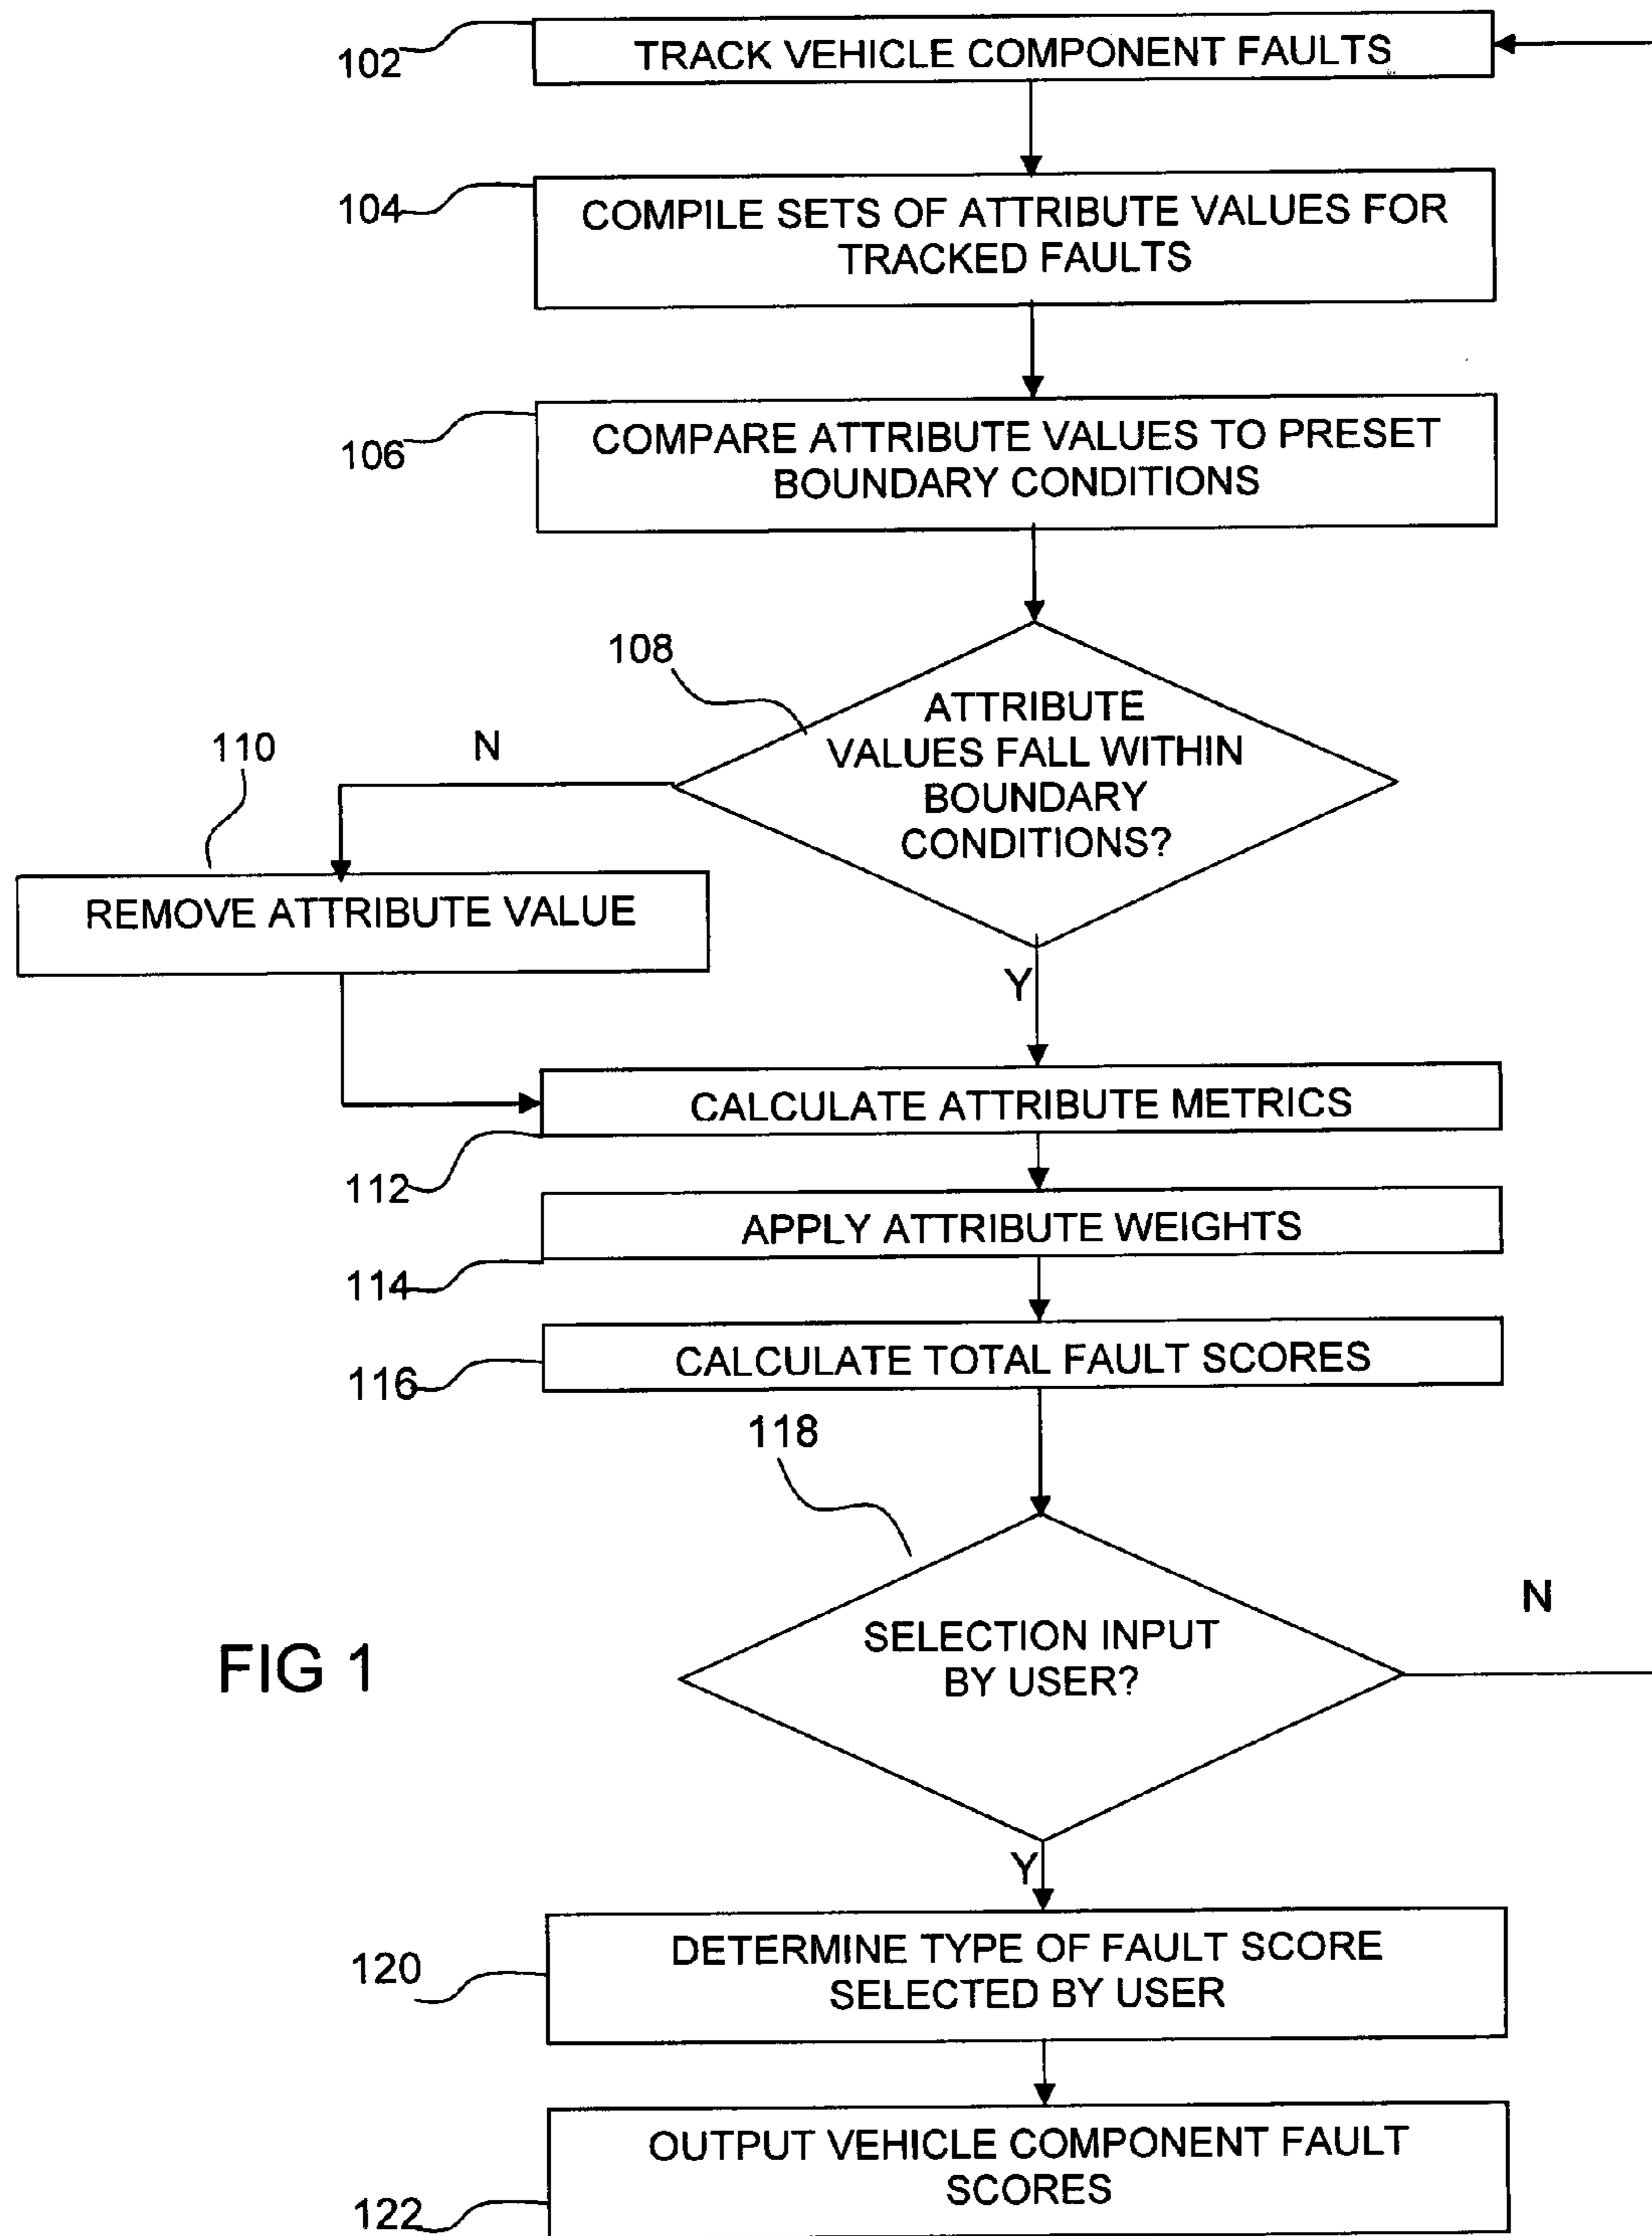 102
TRACK VEHICLE COMPONENT FAULTS
104
COMPILE SETS OF ATTRIBUTE VALUES FOR
TRACKED FAULTS
106
COMPARE ATTRIBUTE VALUES TO PRESET
BOUNDARY CONDITIONS
108
ATTRIBUTE
VALUES FALL WITHIN
BOUNDARY
CONDITIONS?
N
110
REMOVE ATTRIBUTE VALUE
Y
CALCULATE ATTRIBUTE METRICS
112
APPLY ATTRIBUTE WEIGHTS
114
CALCULATE TOTAL FAULT SCORES
116
118
SELECTION INPUT
BY USER?
N
FIG 1
Y
DETERMINE TYPE OF FAULT SCORE
SELECTED BY USER
120
OUTPUT VEHICLE COMPONENT FAULT
SCORES
122